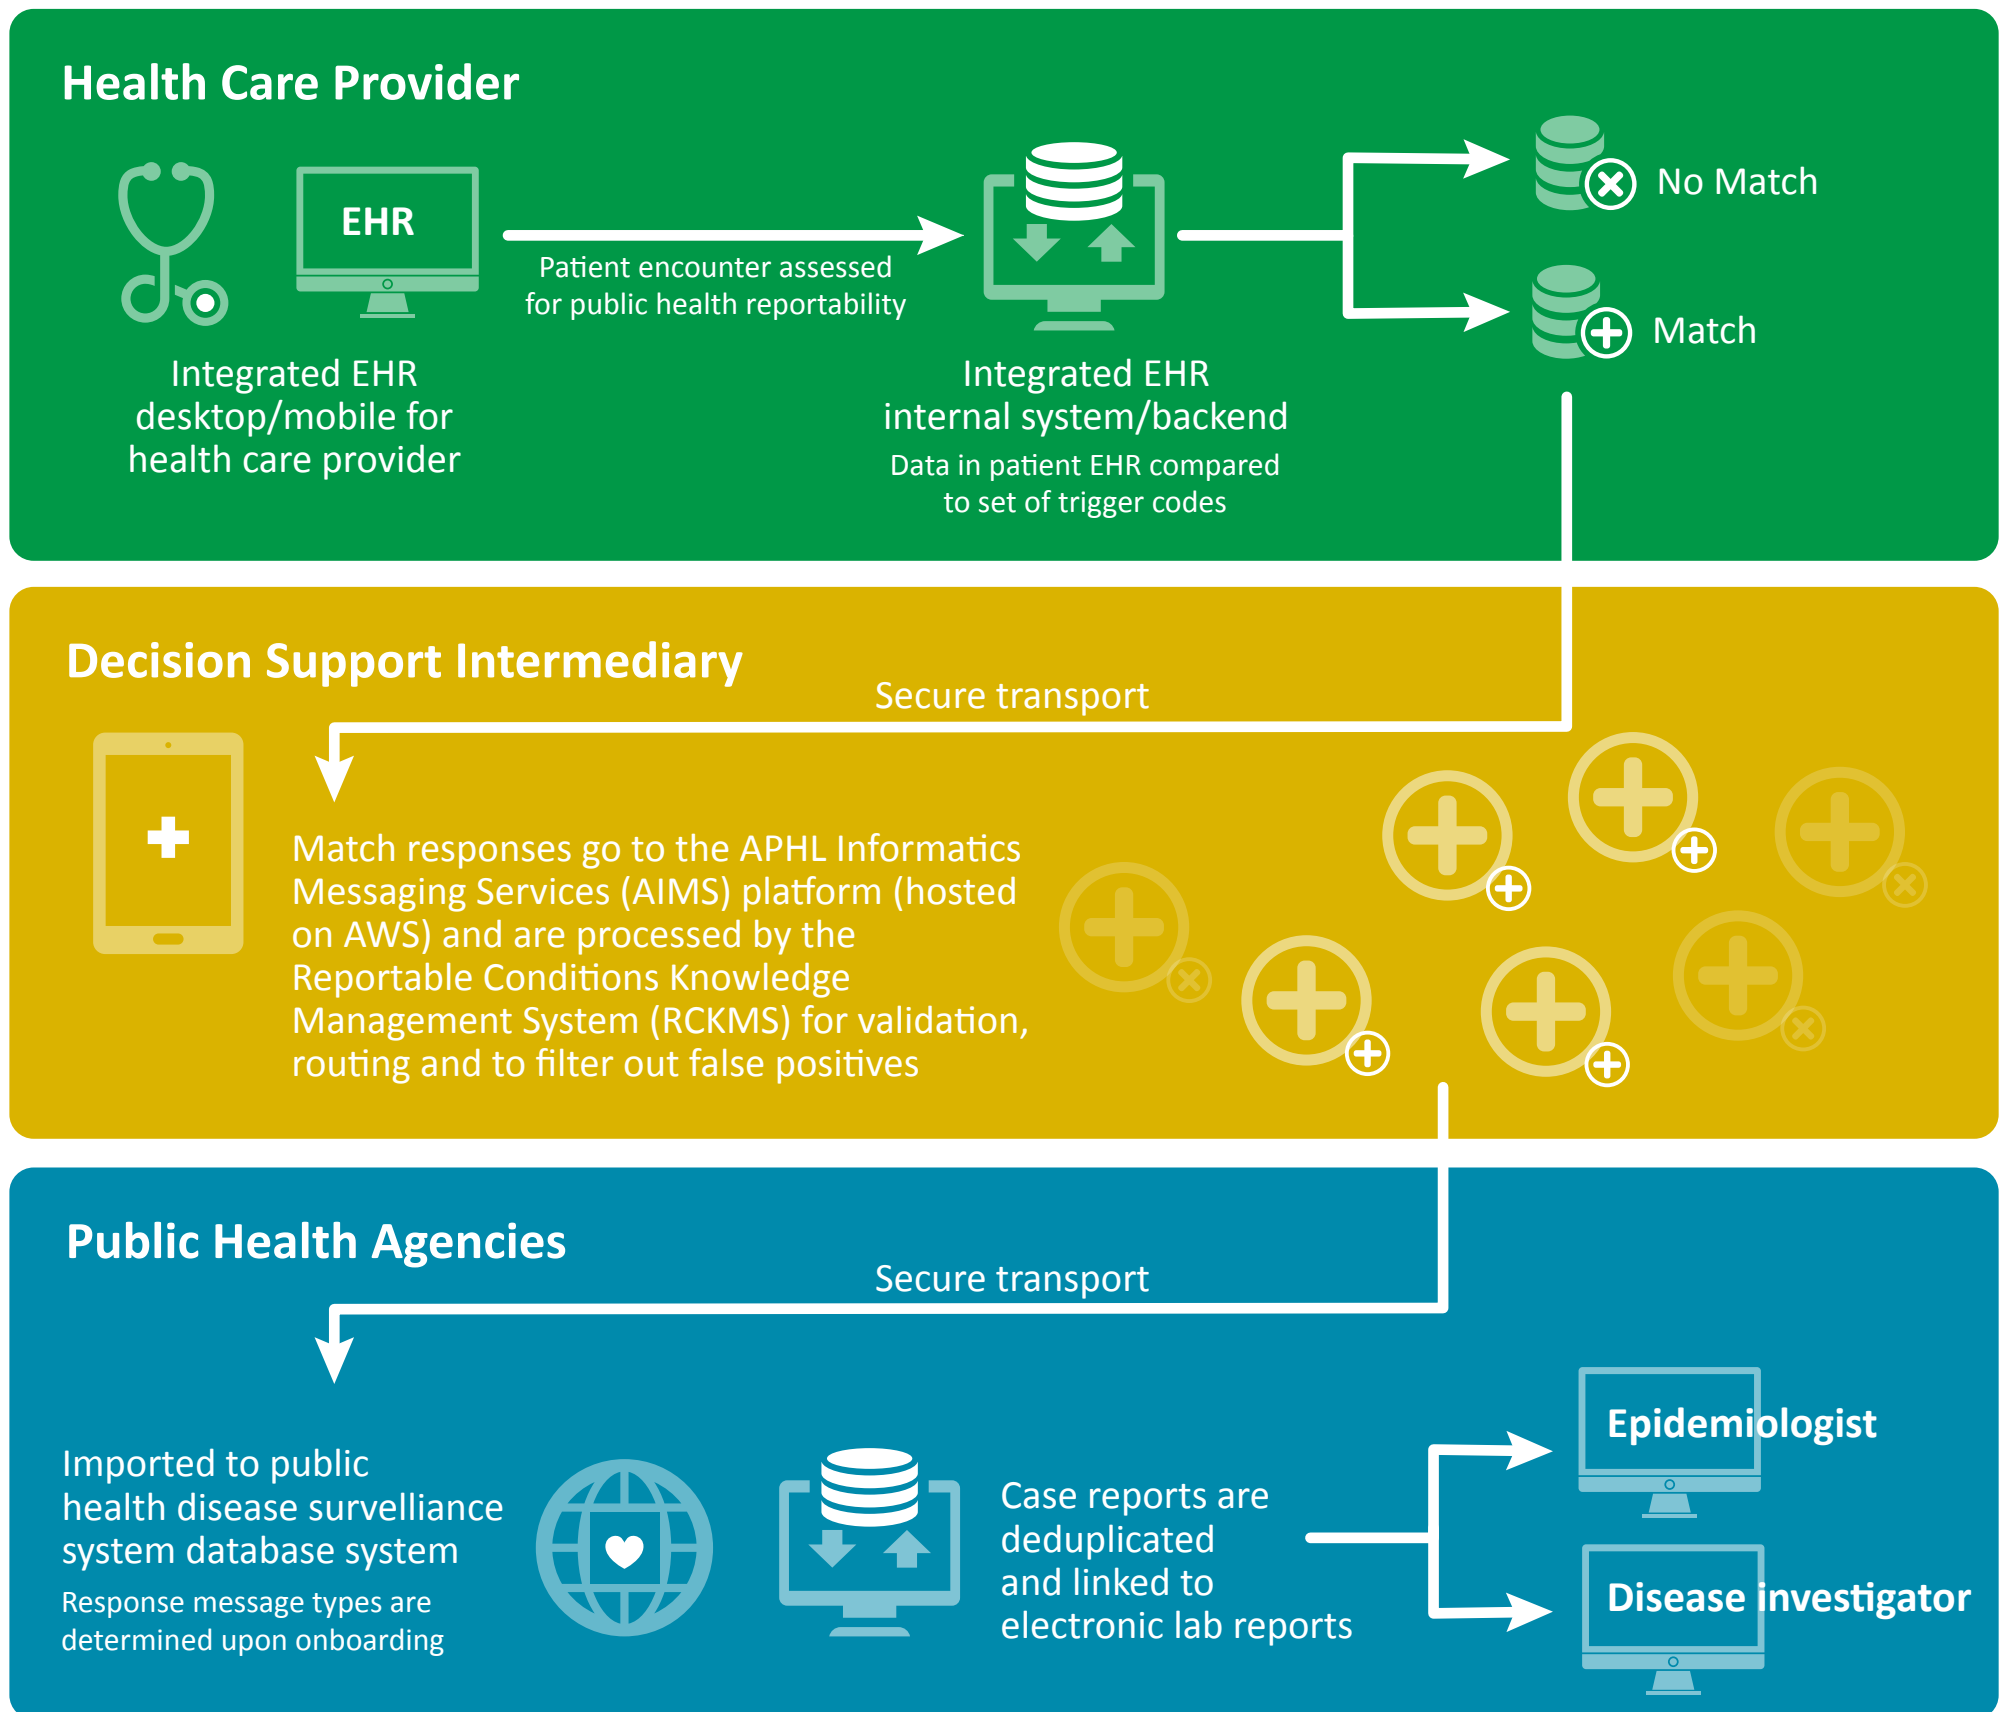 Health Care Provider
EHR
Patient encounter assessed
for public health reportability
No Match
Match
Integrated EHR
desktop/mobile for
health care provider
Integrated EHR
internal system/backend
Data in patient EHR compared
to set of trigger codes
Decision Support Intermediary
Secure transport
Match responses go to the APHL Informatics
Messaging Services (AIMS) platform (hosted
on AWS) and are processed by the
Reportable Conditions Knowledge
Management System (RCKMS) for validation,
routing and to filter out false positives
Public Health Agencies
Secure transport
Imported to public
health disease survelliance
system database system
Response message types are
determined upon onboarding
Case reports are
deduplicated
and linked to
electronic lab reports
Epidemiologist
Disease investigator